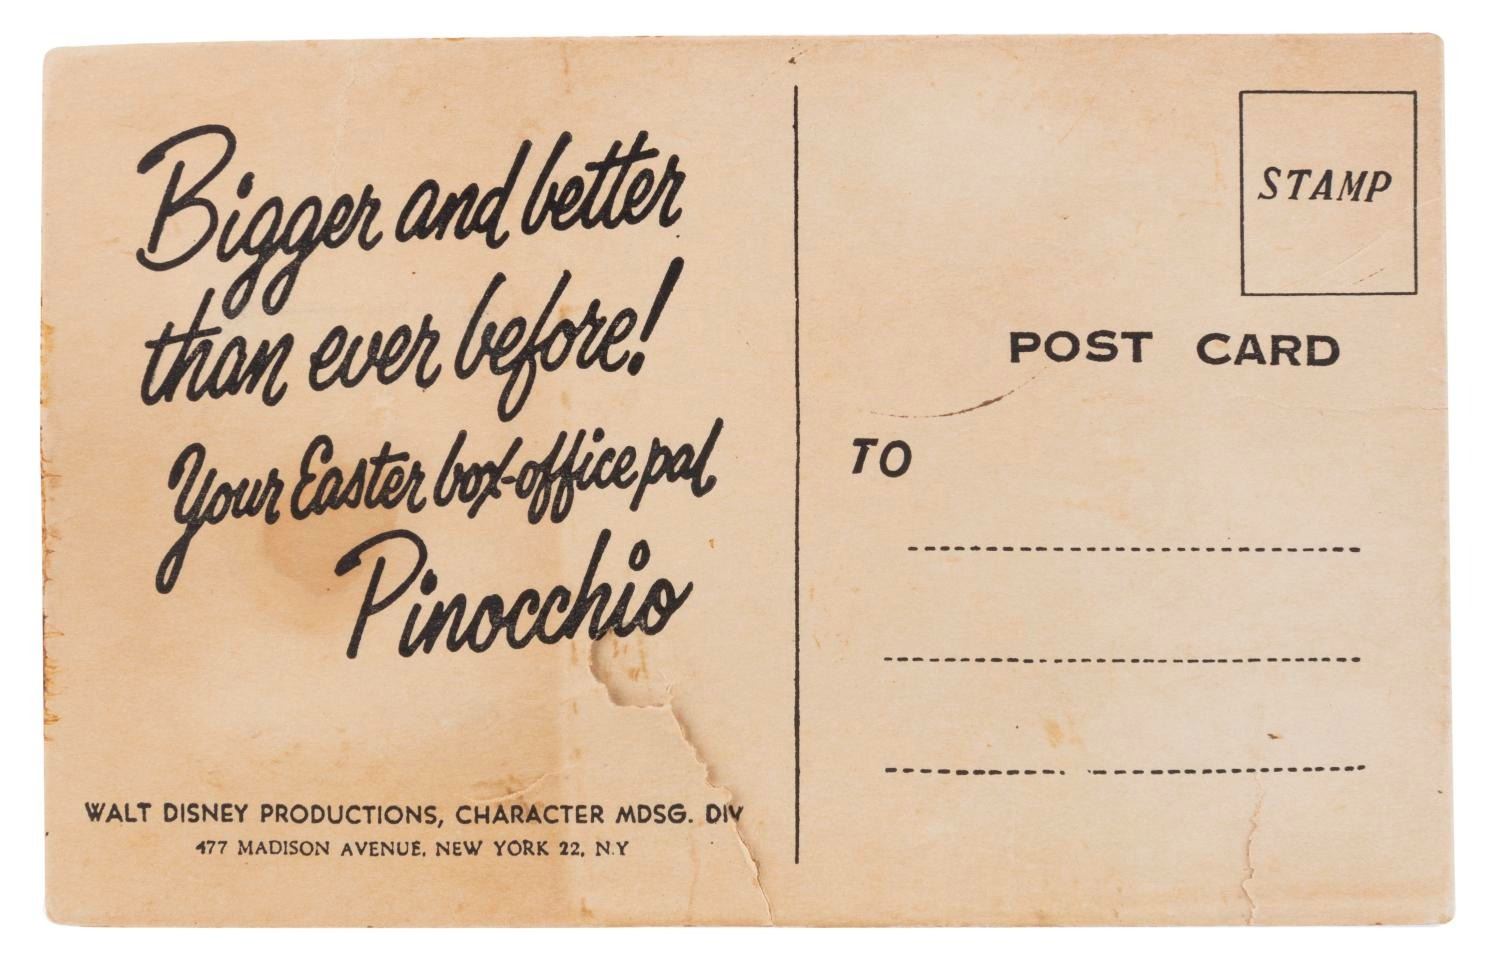 Bigger and better
than ever before!
Your Easter box-office pal
Pinocchio
WALT DISNEY PRODUCTIONS, CHARACTER MDSG. DIV
477 MADISON AVENUE, NEW YORK 22, N.Y
STAMP
POST CARD
TO